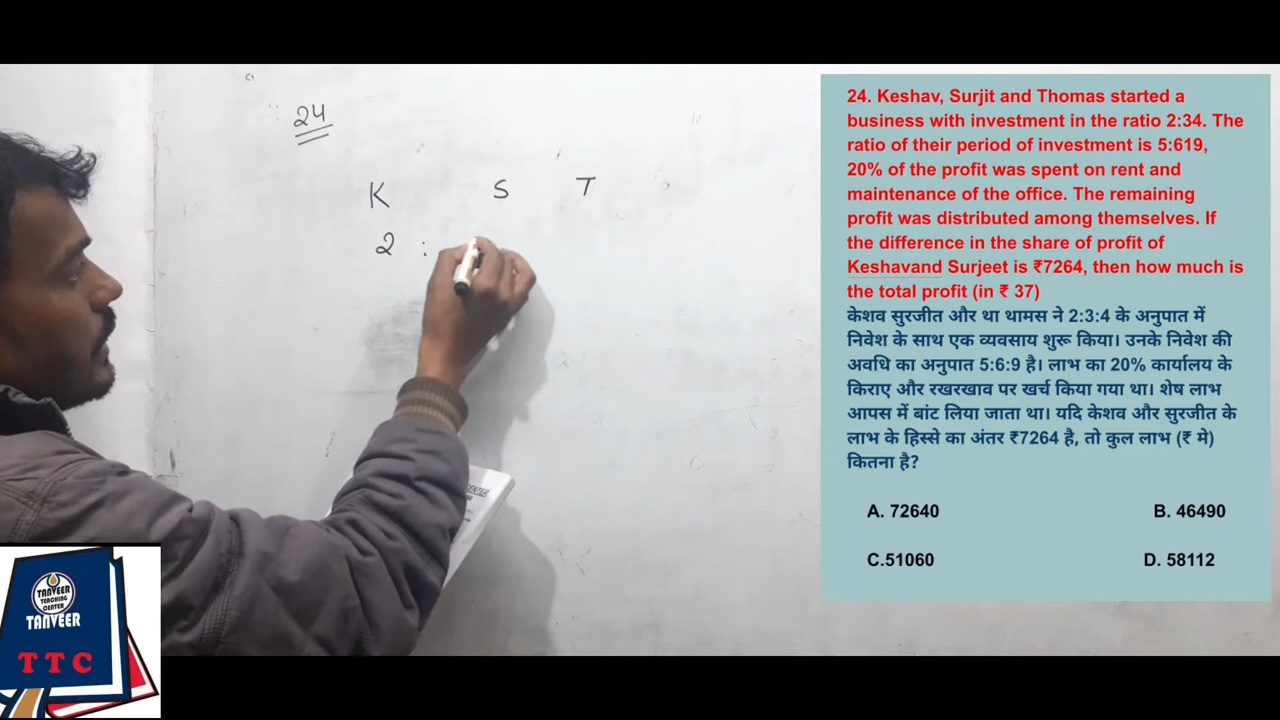 24
K S T
2 :
24. Keshav, Surjit and Thomas started a
business with investment in the ratio 2:34. The
ratio of their period of investment is 5:619,
20% of the profit was spent on rent and
maintenance of the office. The remaining
profit was distributed among themselves. If
the difference in the share of profit of
Keshavand Surjeet is ₹7264, then how much is
the total profit (in ₹ 37)
केशव सुरजीत और था थामस ने 2:3:4 के अनुपात में
निवेश के साथ एक व्यवसाय शुरू किया। उनके निवेश की
अवधि का अनुपात 5:6:9 है। लाभ का 20% कार्यालय के
किराए और रखरखाव पर खर्च किया गया था। शेष लाभ
आपस में बांट लिया जाता था। यदि केशव और सुरजीत के
लाभ के हिस्से का अंतर ₹7264 है, तो कुल लाभ (₹ मे)
कितना है?
A. 72640 B. 46490
C.51060 D. 58112
TANVEER
TEACHING
CENTER
TANVEER
T T C